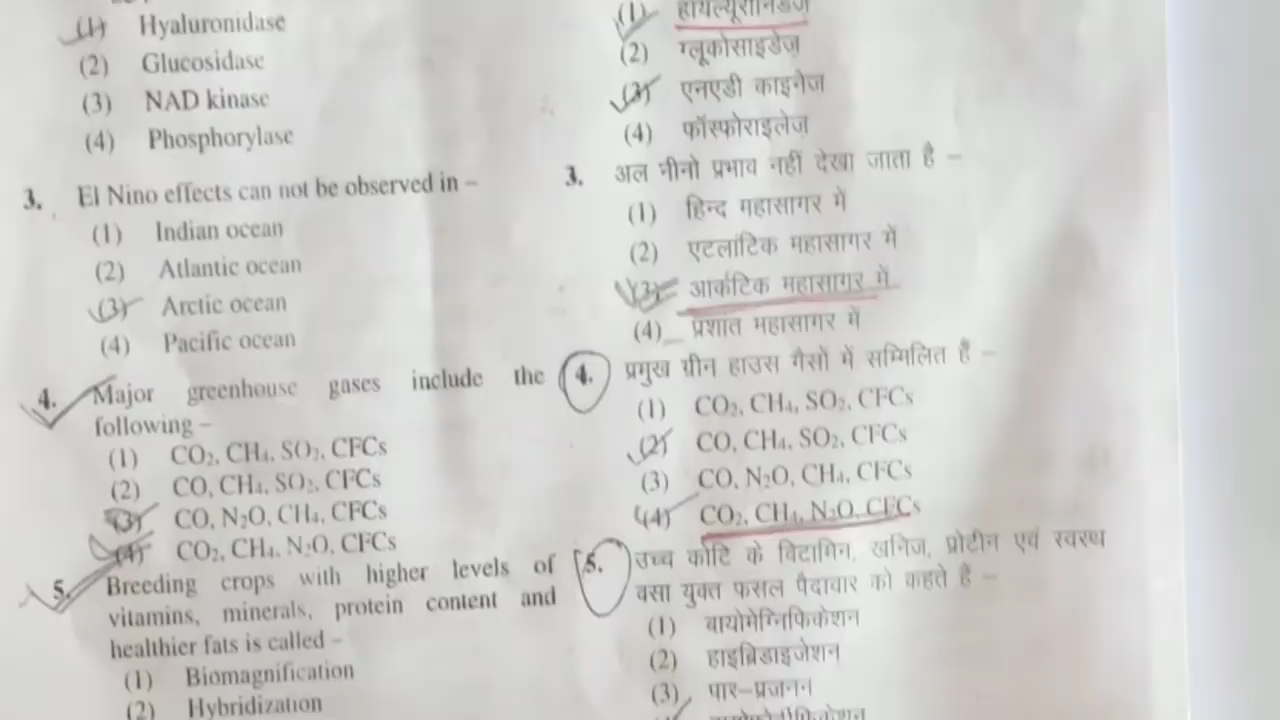 (1) Hyaluronidase
(2) Glucosidase
(3) NAD kinase
(4) Phosphorylase
3. El Nino effects can not be observed in –
(1) Indian ocean
(2) Atlantic ocean
(3) Arctic ocean
(4) Pacific ocean
4. Major greenhouse gases include the
following –
(1) CO₂, CH₄, SO₂, CFCs
(2) CO, CH₄, SO₂, CFCs
(3) CO, N₂O, CH₄, CFCs
(4) CO₂, CH₄, N₂O, CFCs
5. Breeding crops with higher levels of
vitamins, minerals, protein content and
healthier fats is called –
(1) Biomagnification
(2) Hybridization
(1)
(2) ग्लूकोसाइडेज़
(3) एनएडी काइनेज
(4) फॉस्फोराइलेज़
3. अल नीनो प्रभाव नहीं देखा जाता है –
(1) हिन्द महासागर में
(2) एटलांटिक महासागर में
(3) आर्कटिक महासागर में
(4) प्रशांत महासागर में
4. प्रमुख ग्रीन हाउस गैसों में सम्मिलित हैं –
(1) CO₂, CH₄, SO₂, CFCs
(2) CO, CH₄, SO₂, CFCs
(3) CO, N₂O, CH₄, CFCs
(4) CO₂, CH₄, N₂O, CFCs
5. उच्च कोटि के विटामिन, खनिज, प्रोटीन एवं स्वस्थ
वसा युक्त फसल पैदावार को कहते हैं –
(1) बायोमेग्निफिकेशन
(2) हाइब्रिडाइजेशन
(3) पार-प्रजनन